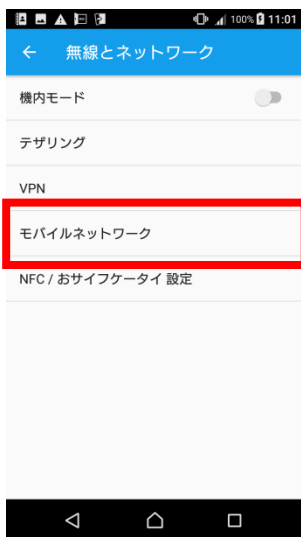 100% 11:01
無線とネットワーク
機内モード
テザリング
VPN
モバイルネットワーク
NFC / おサイフケータイ 設定